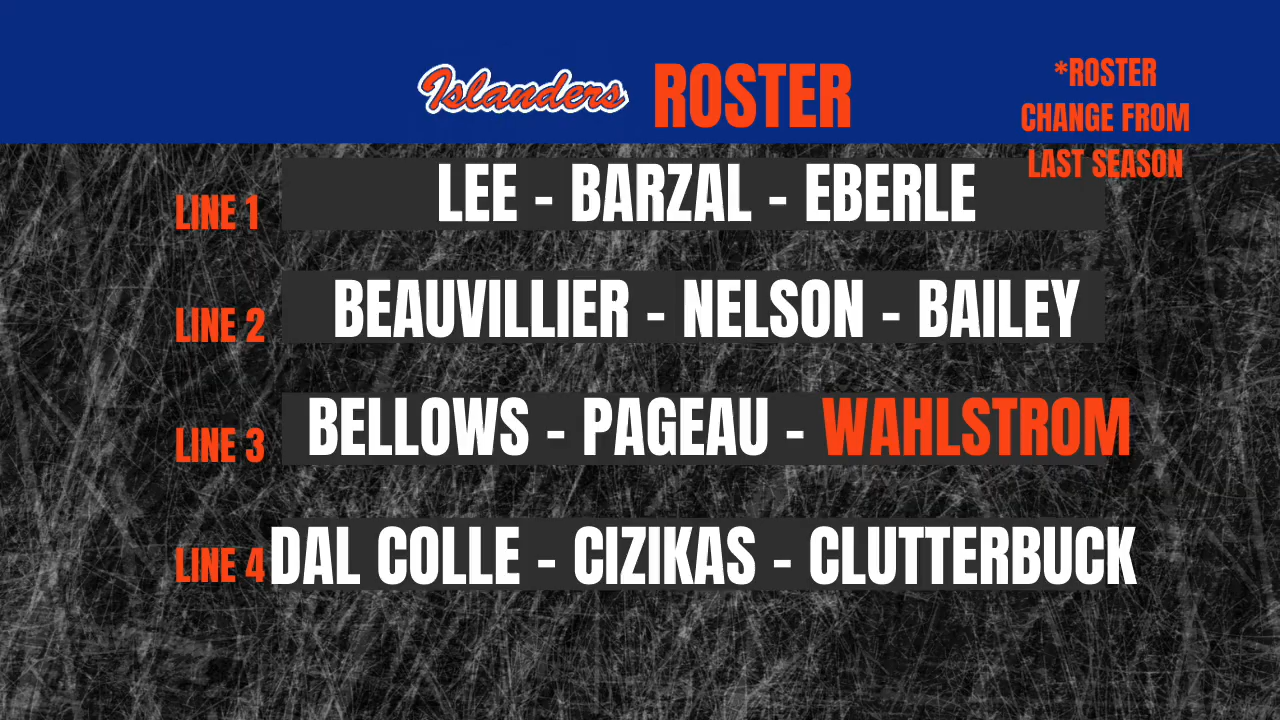 Islanders ROSTER
*ROSTER
CHANGE FROM
LAST SEASON
LINE 1 LEE - BARZAL - EBERLE
LINE 2 BEAUVILLIER - NELSON - BAILEY
LINE 3 BELLOWS - PAGEAU - WAHLSTROM
LINE 4 DAL COLLE - CIZIKAS - CLUTTERBUCK